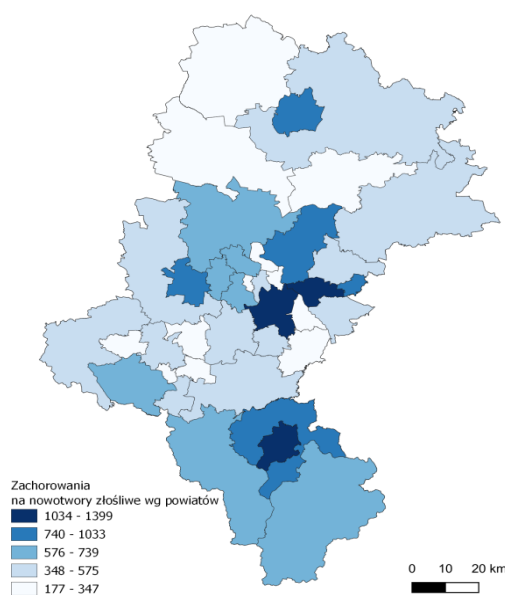 Zachorowania
na nowotwory złośliwe wg powiatów
1034 - 1399
740 - 1033
576 - 739
348 - 575
177 - 347
0 10 20 km